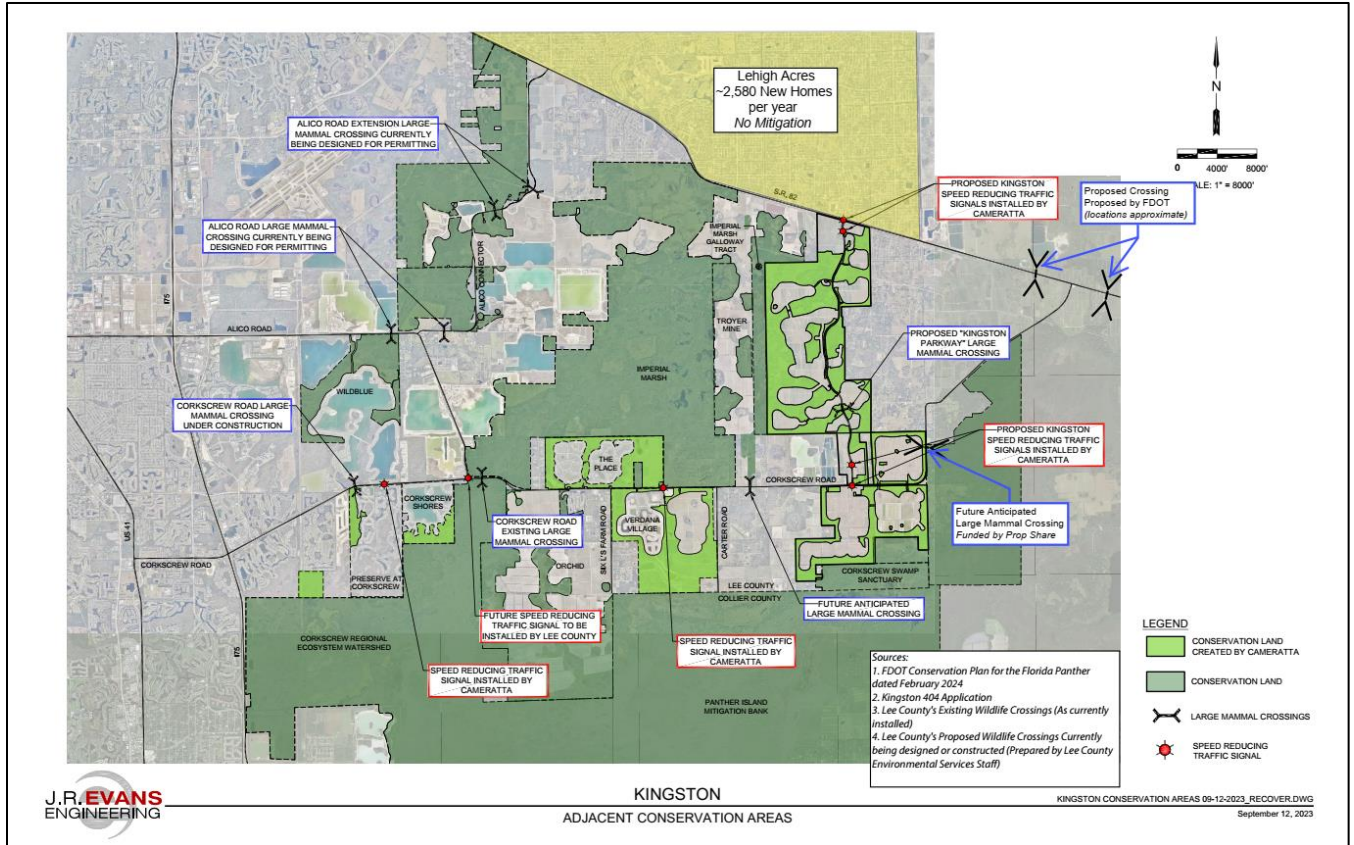 Lehigh Acres
~2,580 New Homes
per year
No Mitigation
N
0 4000' 8000'
ALE: 1" = 8000'
ALICO ROAD EXTENSION LARGE
MAMMAL CROSSING CURRENTLY
BEING DESIGNED FOR PERMITTING
S.R. 82
PROPOSED KINGSTON
SPEED REDUCING TRAFFIC
SIGNALS INSTALLED BY
CAMERATTA
Proposed Crossing
Proposed by FDOT
(locations approximate)
ALICO ROAD LARGE MAMMAL
CROSSING CURRENTLY BEING
DESIGNED FOR PERMITTING
IMPERIAL
MARSH
GALLOWAY
TRACT
ALICO CONNECTOR
I75
ALICO ROAD
TROYER
MINE
PROPOSED "KINGSTON
PARKWAY" LARGE
MAMMAL CROSSING
IMPERIAL
MARSH
WILDBLUE
CORKSCREW ROAD LARGE
MAMMAL CROSSING
UNDER CONSTRUCTION
PROPOSED KINGSTON
SPEED REDUCING TRAFFIC
SIGNALS INSTALLED BY
CAMERATTA
THE
PLACE
CORKSCREW ROAD
CORKSCREW
SHORES
CORKSCREW ROAD
EXISTING LARGE
MAMMAL CROSSING
VERDANA
VILLAGE
Future Anticipated
Large Mammal Crossing
Funded by Prop Share
US 41
CORKSCREW ROAD
SIX L'S FARM ROAD
CARTER ROAD
ORCHID
PRESERVE AT
CORKSCREW
LEE COUNTY
COLLIER COUNTY
CORKSCREW SWAMP
SANCTUARY
FUTURE ANTICIPATED
LARGE MAMMAL CROSSING
FUTURE SPEED REDUCING
TRAFFIC SIGNAL TO BE
INSTALLED BY LEE COUNTY
CORKSCREW REGIONAL
ECOSYSTEM WATERSHED
I75
SPEED REDUCING TRAFFIC
SIGNAL INSTALLED BY
CAMERATTA
SPEED REDUCING TRAFFIC
SIGNAL INSTALLED BY
CAMERATTA
PANTHER ISLAND
MITIGATION BANK
Sources:
1. FDOT Conservation Plan for the Florida Panther
dated February 2024
2. Kingston 404 Application
3. Lee County's Existing Wildlife Crossings (As currently
installed)
4. Lee County's Proposed Wildlife Crossings Currently
being designed or constructed (Prepared by Lee County
Environmental Services Staff)
LEGEND
CONSERVATION LAND
CREATED BY CAMERATTA
CONSERVATION LAND
LARGE MAMMAL CROSSINGS
SPEED REDUCING
TRAFFIC SIGNAL
J.R.EVANS
ENGINEERING
KINGSTON
ADJACENT CONSERVATION AREAS
KINGSTON CONSERVATION AREAS 09-12-2023_RECOVER.DWG
September 12, 2023